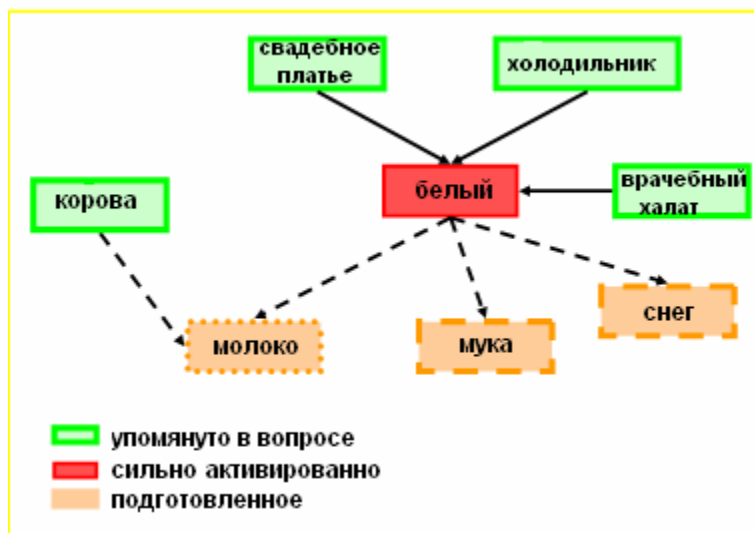 свадебное
платье
холодильник
белый
врачебный
халат
корова
снег
молоко
мука
упомянуто в вопросе
сильно активированно
подготовленное